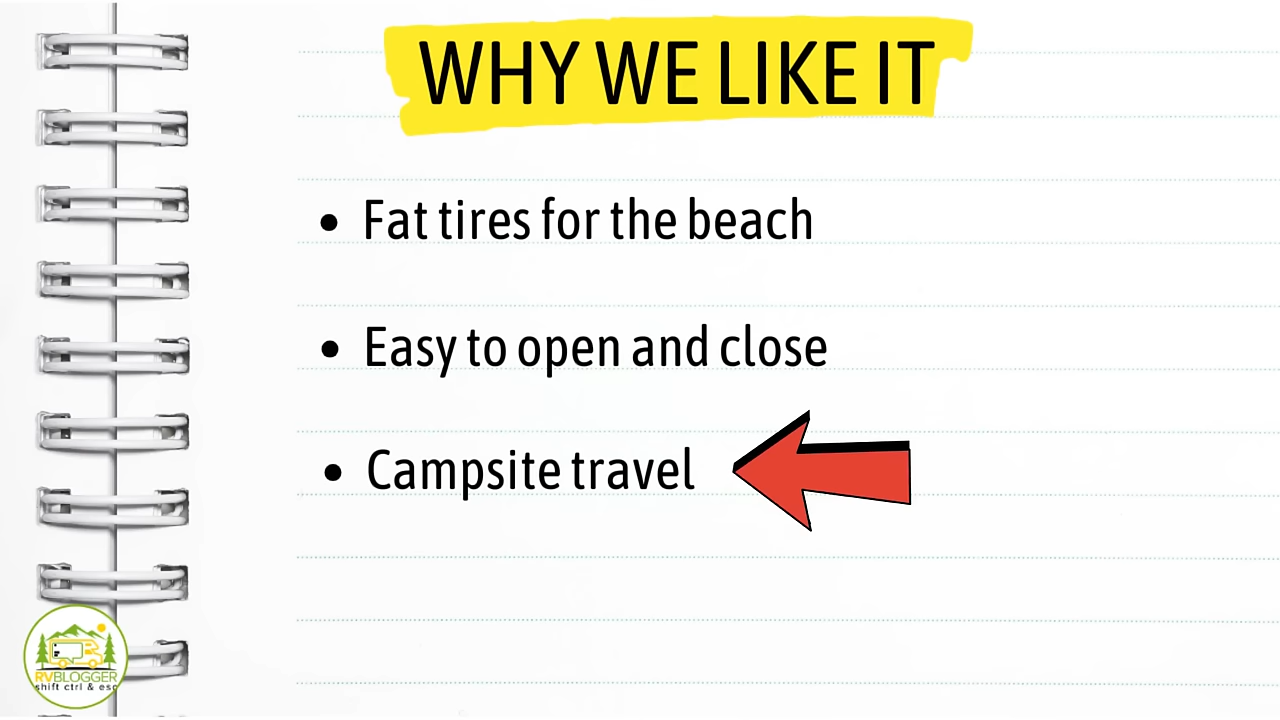 WHY WE LIKE IT
• Fat tires for the beach
• Easy to open and close
• Campsite travel
RVBLOGGER
shift ctrl & esc